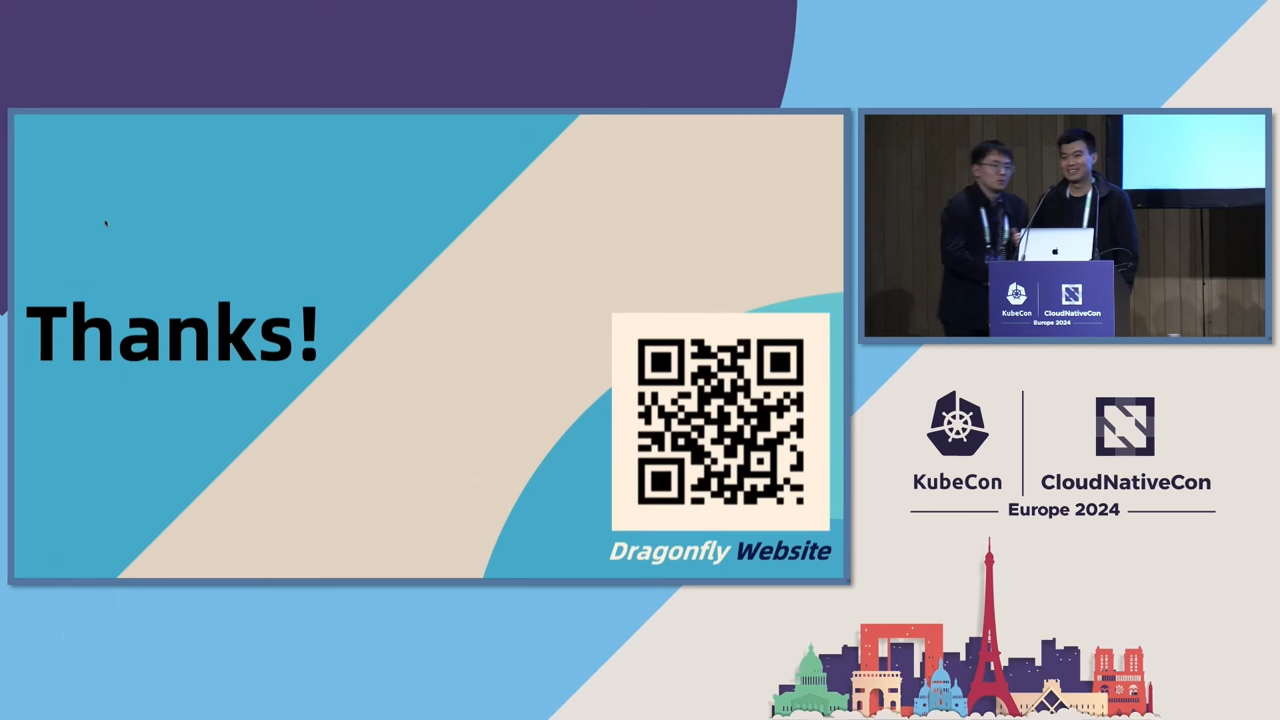 Thanks!
Dragonfly Website
KubeCon
CloudNativeCon
Europe 2024
KubeCon
CloudNativeCon
Europe 2024